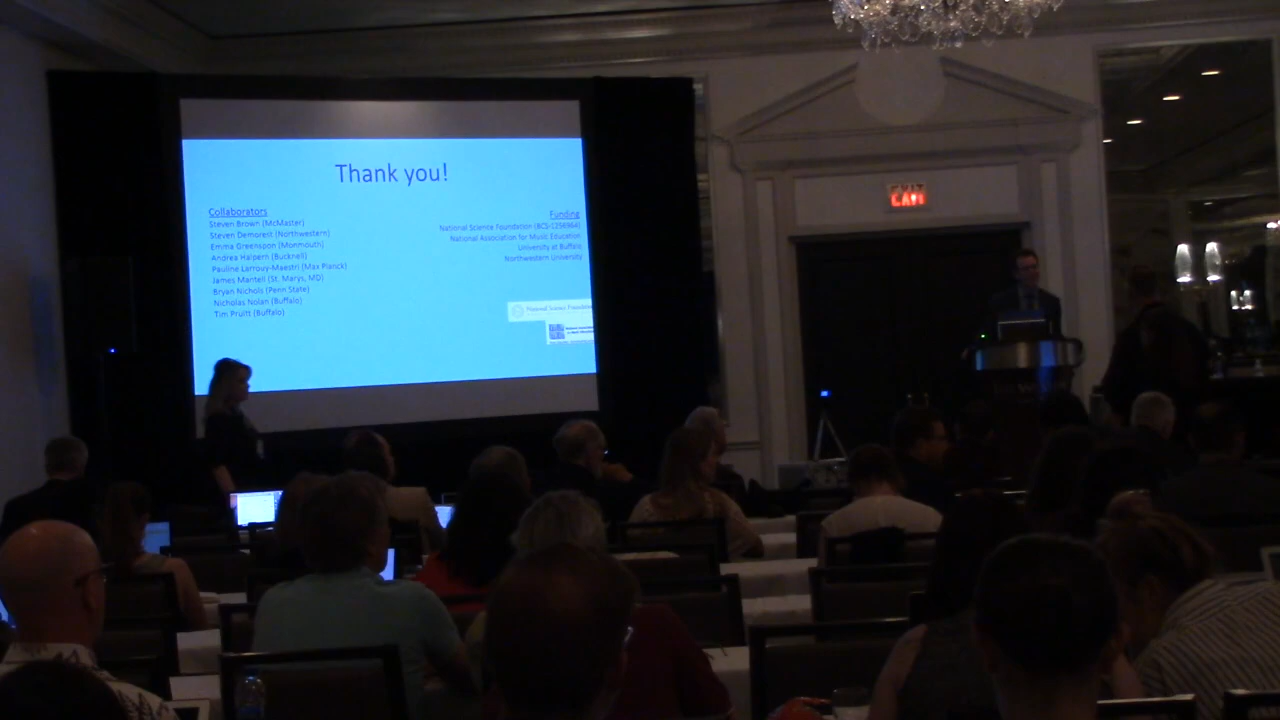 Thank you!
Collaborators
Steven Brown (McMaster)
Steven Demorest (Northwestern)
Emma Greenspon (Monmouth)
Andrea Halpern (Bucknell)
Pauline Larrouy-Maestri (Max Planck)
James Mantell (St. Marys, MD)
Bryan Nichols (Penn State)
Nicholas Nolan (Buffalo)
Tim Pruitt (Buffalo)
Funding
National Science Foundation (BCS-1256964)
National Association for Music Education
University at Buffalo
Northwestern University
National Science Foundation
EXIT